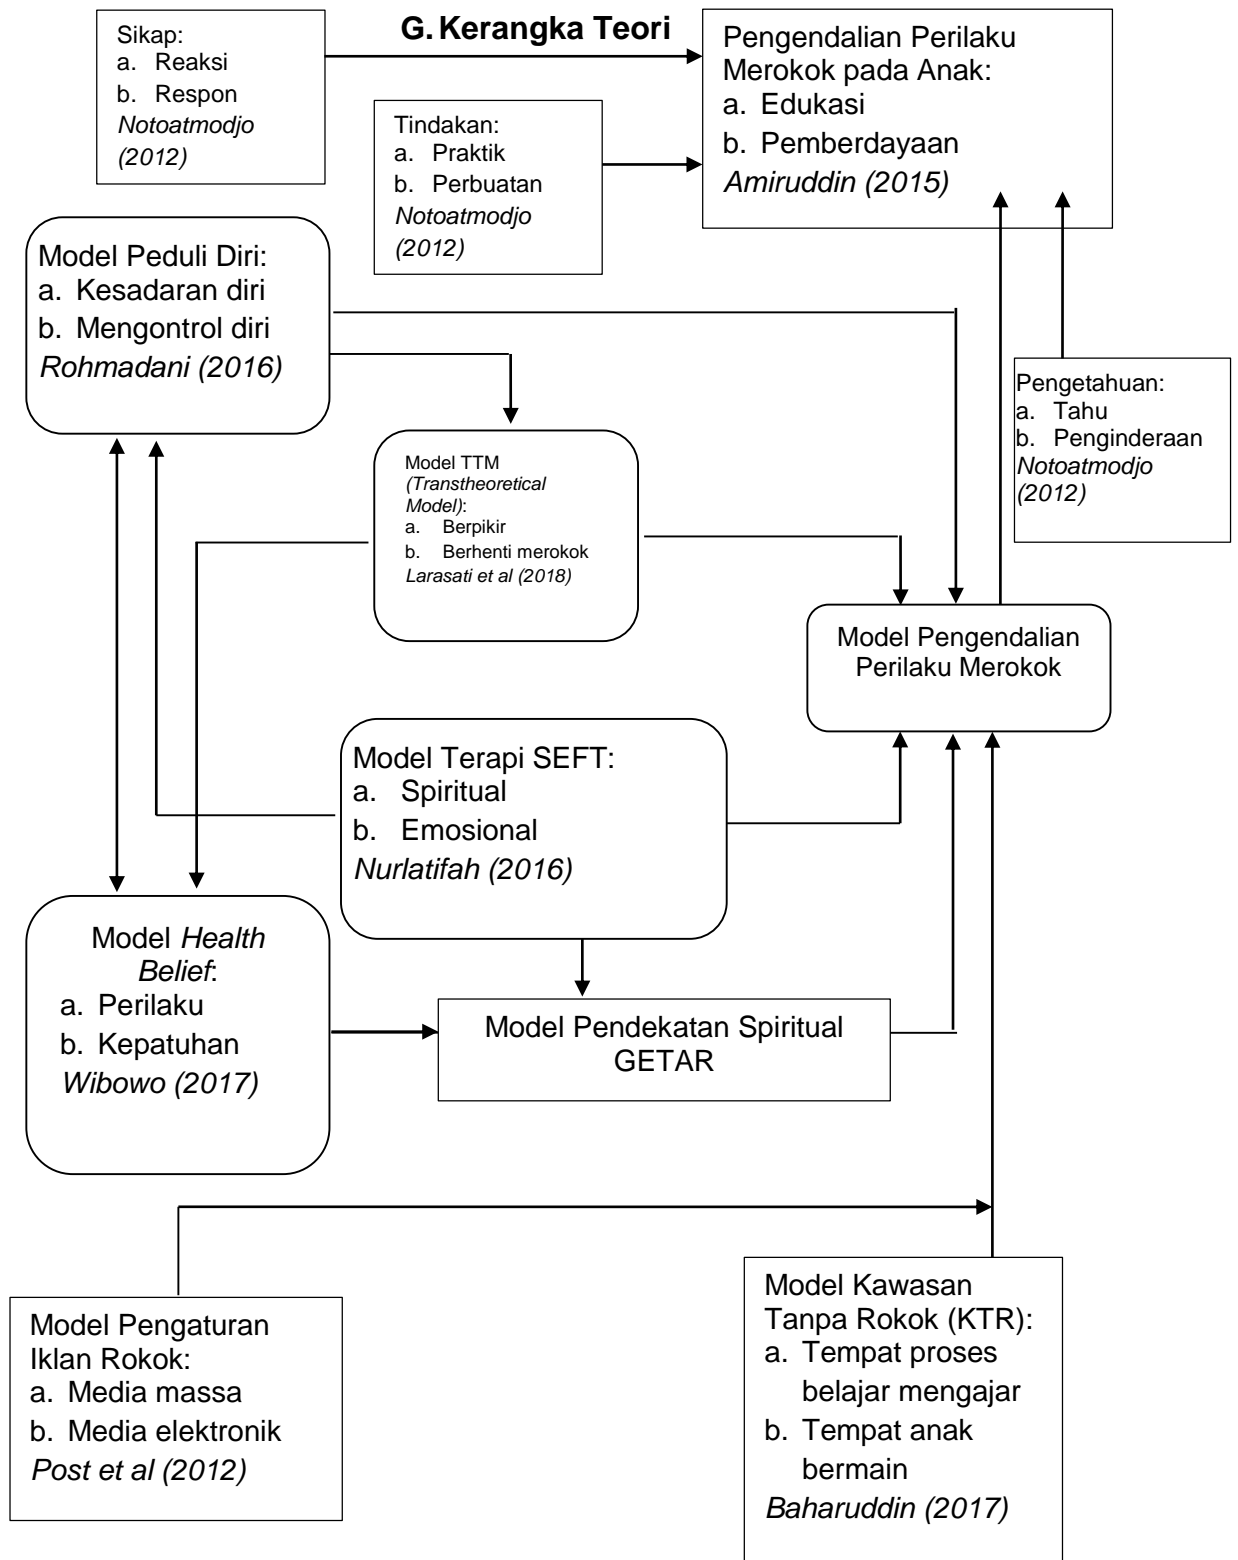 G. Kerangka Teori
Sikap:
a. Reaksi
b. Respon
Notoatmodjo
(2012)
Tindakan:
a. Praktik
b. Perbuatan
Notoatmodjo
(2012)
Pengendalian Perilaku
Merokok pada Anak:
a. Edukasi
b. Pemberdayaan
Amiruddin (2015)
Model Peduli Diri:
a. Kesadaran diri
b. Mengontrol diri
Rohmadani (2016)
Pengetahuan:
a. Tahu
b. Penginderaan
Notoatmodjo
(2012)
Model TTM
(Transtheoretical
Model):
a. Berpikir
b. Berhenti merokok
Larasati et al (2018)
Model Pengendalian
Perilaku Merokok
Model Terapi SEFT:
a. Spiritual
b. Emosional
Nurlatifah (2016)
Model Health
Belief:
a. Perilaku
b. Kepatuhan
Wibowo (2017)
Model Pendekatan Spiritual
GETAR
Model Pengaturan
Iklan Rokok:
a. Media massa
b. Media elektronik
Post et al (2012)
Model Kawasan
Tanpa Rokok (KTR):
a. Tempat proses
belajar mengajar
b. Tempat anak
bermain
Baharuddin (2017)